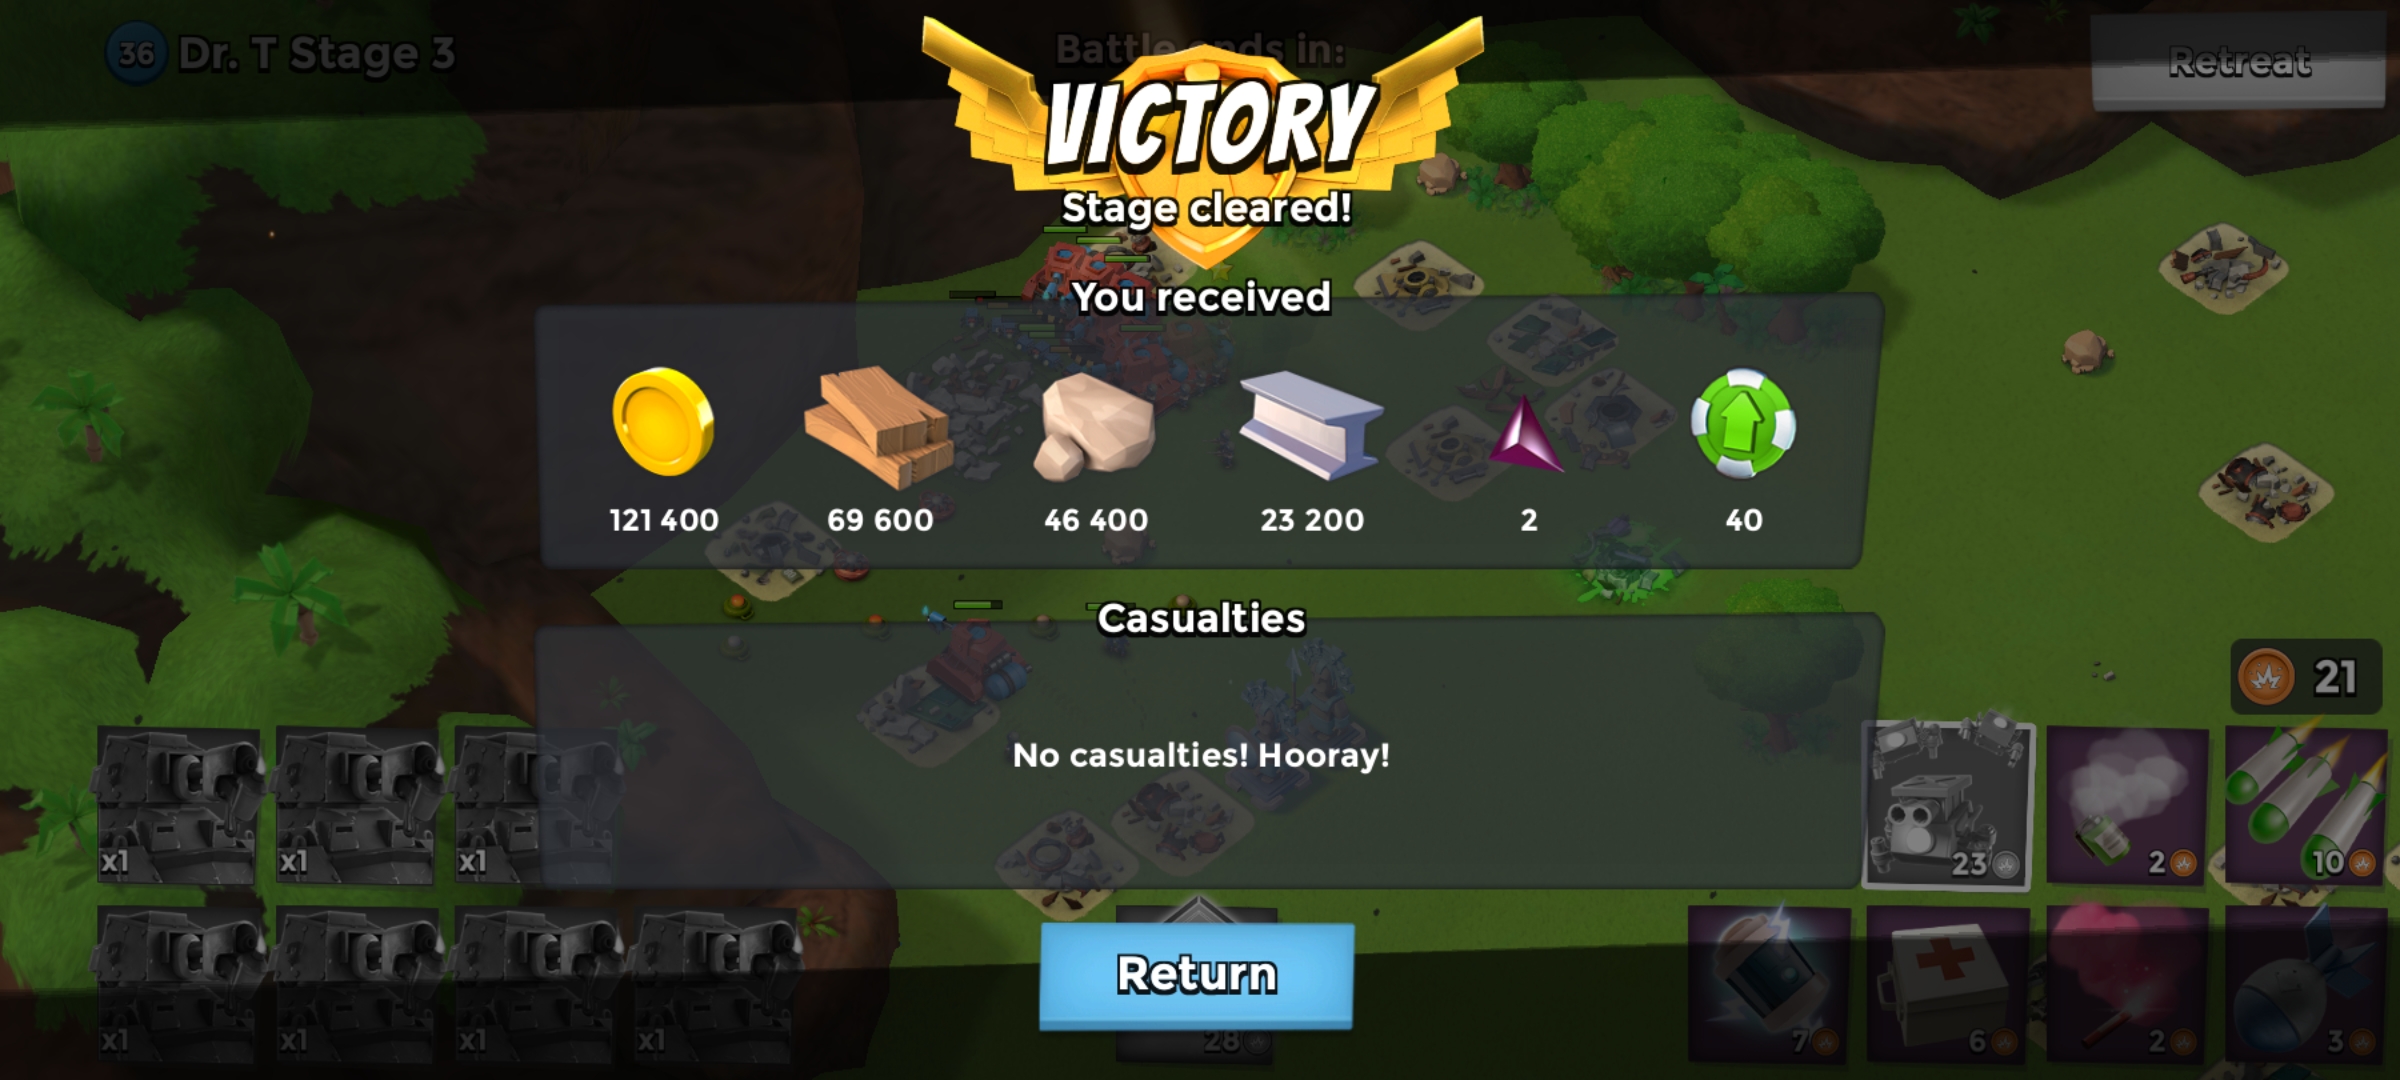 36 Dr. T Stage 3
Battle ends in:
Retreat
VICTORY
Stage cleared!
You received
121 400
69 600
46 400
23 200
2
40
Casualties
No casualties! Hooray!
21
x1
x1
x1
23
2
10
Return
x1
x1
x1
x1
28
7
6
2
3